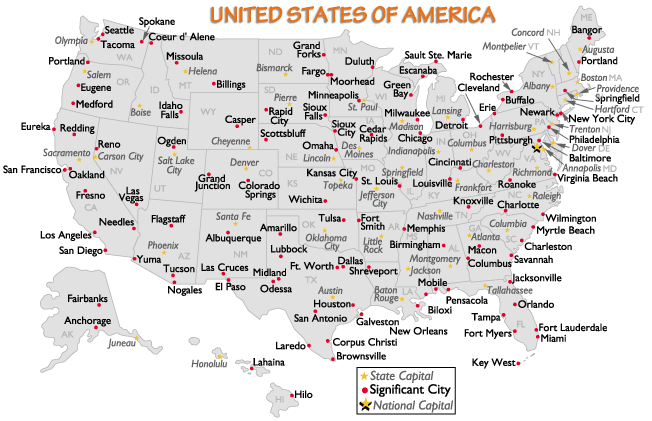 UNITED STATES OF AMERICA
Spokane
Seattle
Olympia
Tacoma
Coeur d' Alene
WA
Missoula
MT
Helena
Portland
Salem
OR
Eugene
Medford
ID
Boise
Idaho
Falls
Billings
Casper
WY
Cheyenne
ND
Bismarck
Grand
Forks
Fargo
MN
Moorhead
Duluth
Minneapolis
St. Paul
SD
Pierre
Rapid
City
Sioux
Falls
Scottsbluff
NE
Sioux
City
Omaha
Lincoln
IA
Cedar
Rapids
Des
Moines
Sault Ste. Marie
Escanaba
Green
Bay
WI
Milwaukee
Madison
MI
Lansing
Detroit
Chicago
IL
Springfield
IN
Indianapolis
OH
Columbus
Cincinnati
Rochester
Cleveland
Erie
Buffalo
NY
Albany
Concord NH
Montpelier VT
ME
Bangor
Augusta
Portland
Boston MA
Providence
Springfield
Hartford CT
Newark
New York City
Trenton NJ
Philadelphia
Dover DE
Baltimore
Annapolis MD
Harrisburg
PA
Pittsburgh
WV
Charleston
VA
Richmond
Roanoke
Virginia Beach
Eureka
Redding
Sacramento
San Francisco
Oakland
Fresno
CA
Los Angeles
San Diego
Needles
Reno
Carson City
NV
Las
Vegas
Ogden
Salt Lake
City
UT
Grand
Junction
Denver
CO
Colorado
Springs
Kansas City
Topeka
KS
Wichita
St. Louis
MO
Jefferson
City
Louisville
Frankfort
KY
Knoxville
Nashville
TN
Memphis
Raleigh
NC
Charlotte
Wilmington
Myrtle Beach
Columbia
SC
Charleston
Savannah
Flagstaff
Phoenix
AZ
Yuma
Tucson
Nogales
Santa Fe
Albuquerque
NM
Las Cruces
El Paso
Amarillo
Lubbock
Midland
Odessa
Tulsa
OK
Oklahoma
City
Fort
Smith
AR
Little
Rock
Ft. Worth
Dallas
Shreveport
TX
Austin
Houston
San Antonio
Galveston
Corpus Christi
Laredo
Brownsville
LA
Baton
Rouge
New Orleans
MS
Jackson
Biloxi
AL
Birmingham
Montgomery
Mobile
GA
Atlanta
Macon
Columbus
Pensacola
Tallahassee
Jacksonville
Orlando
Tampa
FL
Fort Myers
Fort Lauderdale
Miami
Key West
Fairbanks
Anchorage
AK
Juneau
Honolulu
Lahaina
HI
Hilo
State Capital
Significant City
National Capital